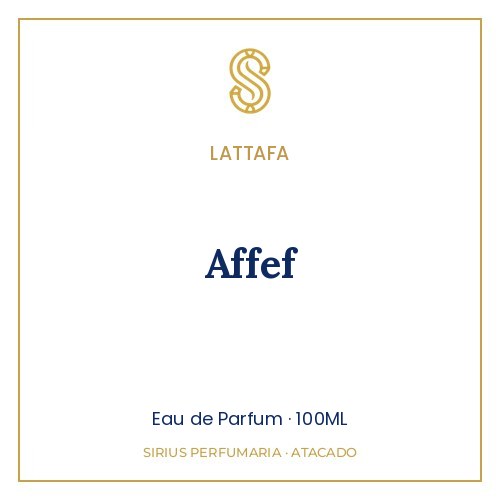 LATTAFA
Affef
Eau de Parfum · 100ML
SIRIUS PERFUMARIA · ATACADO